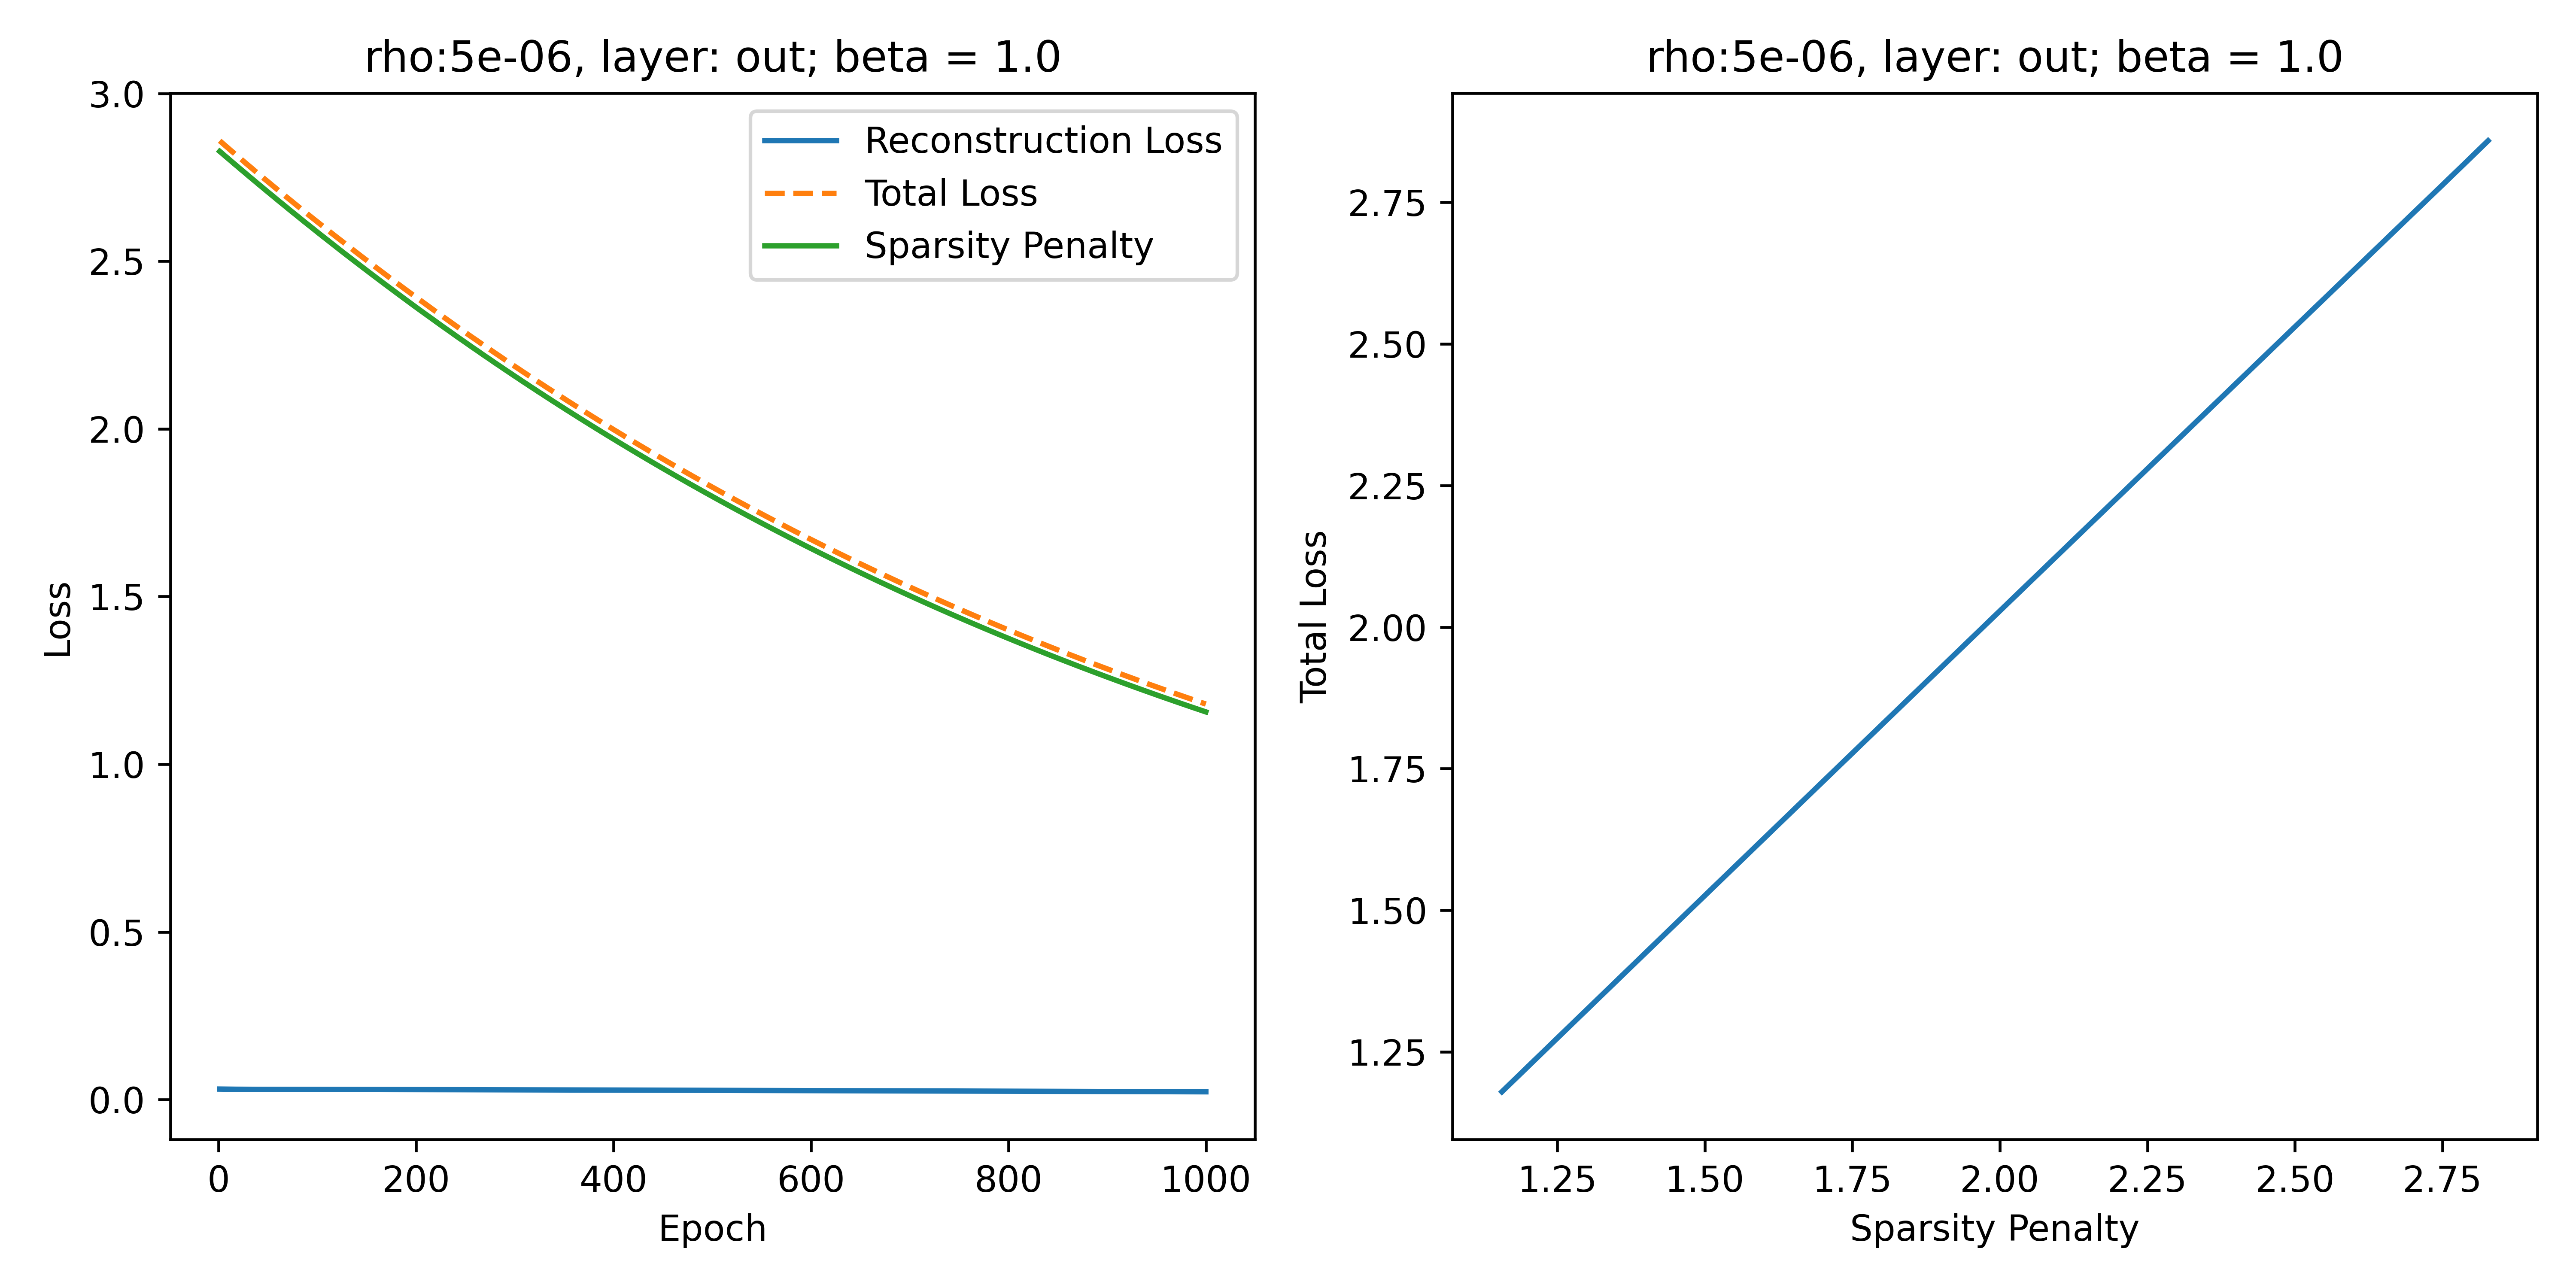 rho:5e-06, layer: out; beta = 1.0
3.0
2.5
2.0
1.5
1.0
0.5
0.0
Loss
Reconstruction Loss
Total Loss
Sparsity Penalty
0 200 400 600 800 1000
Epoch
rho:5e-06, layer: out; beta = 1.0
2.75
2.50
2.25
2.00
1.75
1.50
1.25
Total Loss
1.25 1.50 1.75 2.00 2.25 2.50 2.75
Sparsity Penalty